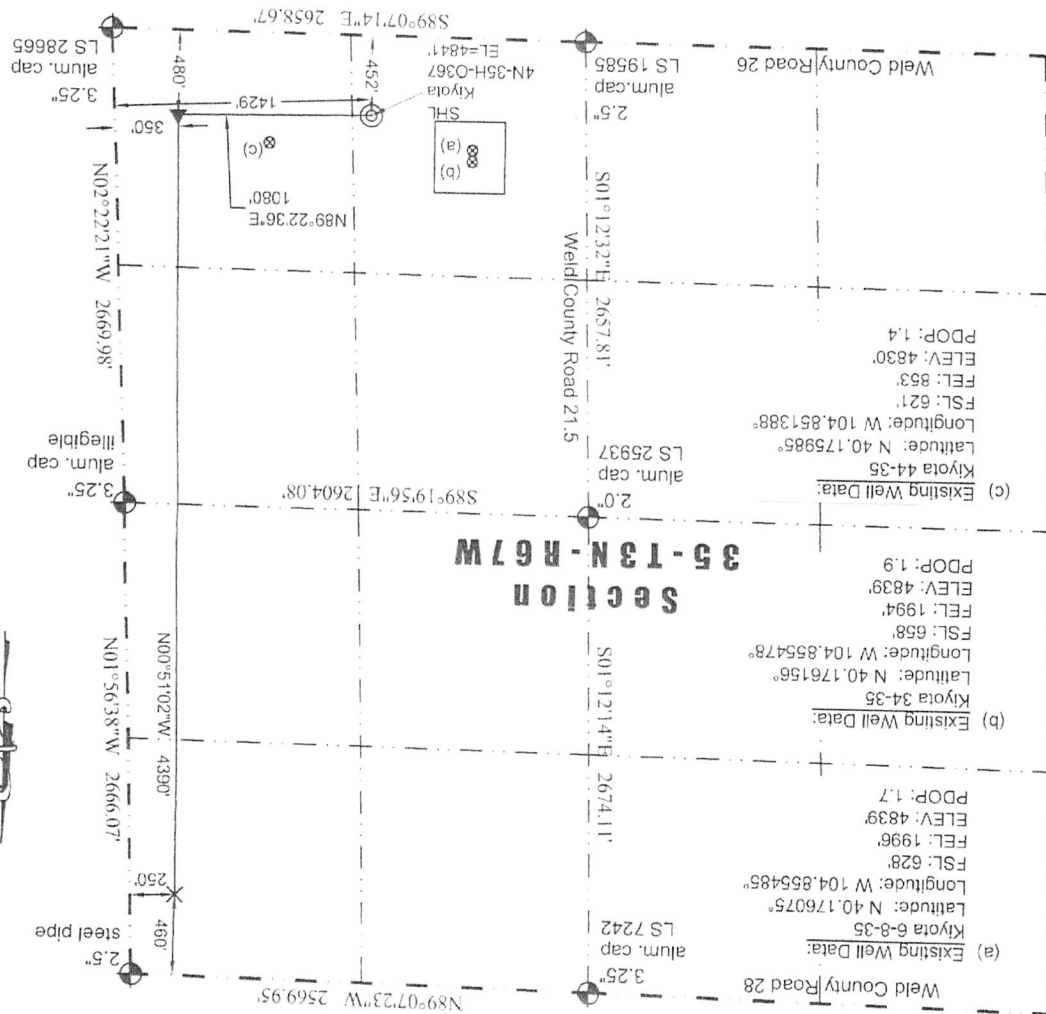 Weld County Road 28
N89°07'23"W 2569.95'
3.25"
alum. cap
LS 7242
2.5"
steel pipe
460'
250'
(a) Existing Well Data:
Kiyota 6-8-35
Latitude: N 40.176075°
Longitude: W 104.855485°
FSL: 628'
FEL: 1996'
ELEV: 4839'
PDOP: 1.7
S01°12'14"E 2674.11'
N00°51'02"W 4390'
N01°56'38"W 2666.07'
(b) Existing Well Data:
Kiyota 34-35
Latitude: N 40.176156°
Longitude: W 104.855478°
FSL: 658'
FEL: 1994'
ELEV: 4839'
PDOP: 1.9
Section
35-T3N-R67W
2.0"
alum. cap
LS 25937
S89°19'56"E 2604.08'
3.25"
alum. cap
illegible
(c) Existing Well Data:
Kiyota 44-35
Latitude: N 40.175985°
Longitude: W 104.851388°
FSL: 621'
FEL: 853'
ELEV: 4830'
PDOP: 1.4
S01°12'32"E 2657.81'
Weld County Road 21.5
N02°22'21"W 2669.98'
N89°22'36"E
1080'
(b)
(a)
(c)
350'
SHL
Kiyota
4N-35H-O367
EL=4841'
1429'
452'
480'
Weld County Road 26
2.5"
alum.cap
LS 19585
3.25"
alum. cap
LS 28665
S89°07'14"E 2658.67'